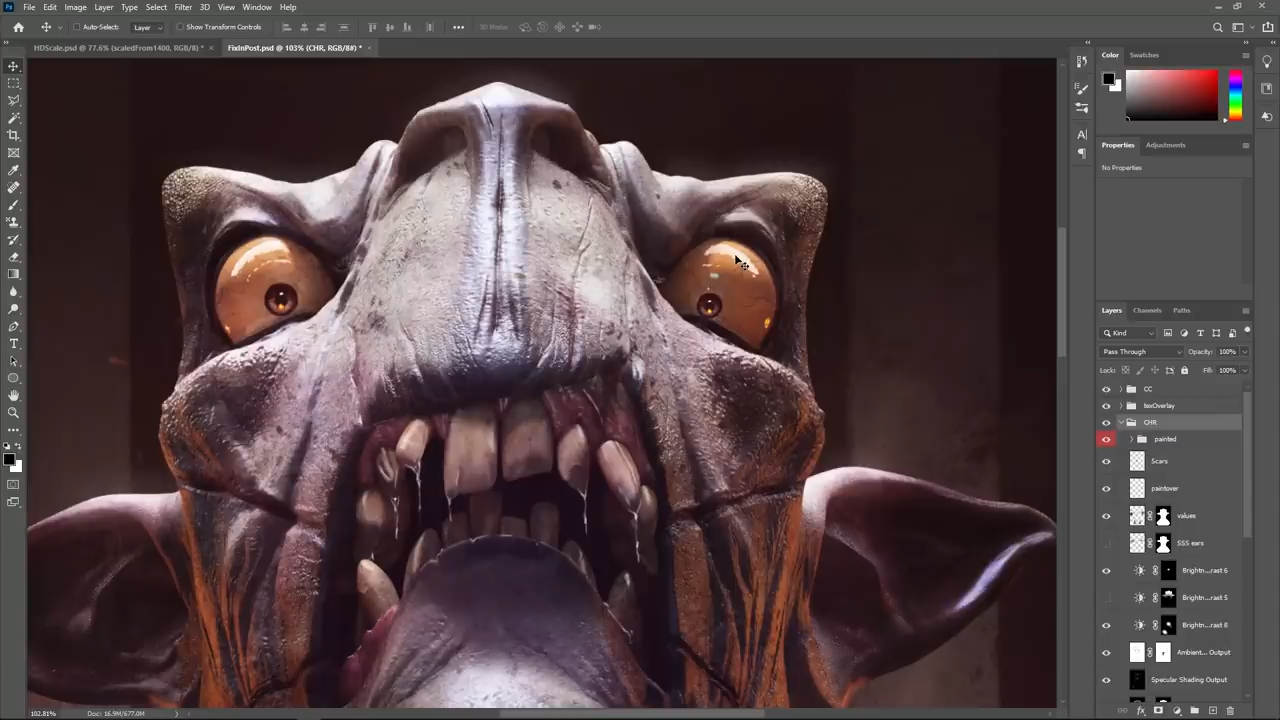 Ps File Edit Image Layer Type Select Filter 3D View Window Help
Auto-Select: Layer Show Transform Controls 3D Mode:
HDScale.psd @ 77.6% (scaledFrom1400, RGB/8) * × FixInPost.psd @ 103% (CHR, RGB/8#) * ×
Color Swatches
Properties Adjustments
No Properties
Layers Channels Paths
Kind
Pass Through Opacity: 100%
Lock: Fill: 100%
CC
texOverlay
CHR
painted
Scars
paintover
values
SSS ears
Brightn...rast 6
Brightn...rast 5
Brightn...rast 8
Ambient... Output
Specular Shading Output
102.81% Doc: 16.9M/677.0M